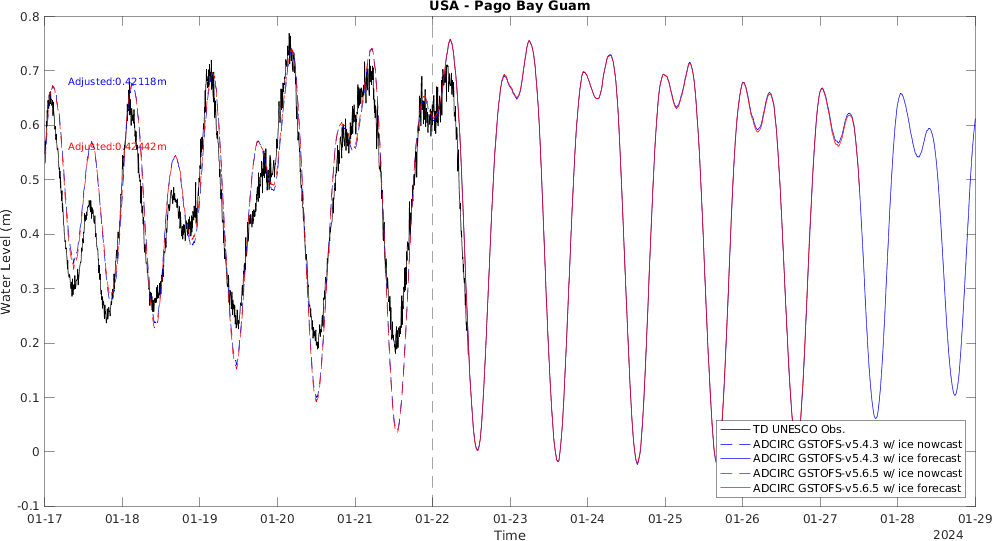 USA - Pago Bay Guam
0.8
0.7
0.6
0.5
0.4
0.3
0.2
0.1
0
-0.1
Water Level (m)
Adjusted:0.42118m
Adjusted:0.42442m
TD UNESCO Obs.
ADCIRC GSTOFS-v5.4.3 w/ ice nowcast
ADCIRC GSTOFS-v5.4.3 w/ ice forecast
ADCIRC GSTOFS-v5.6.5 w/ ice nowcast
ADCIRC GSTOFS-v5.6.5 w/ ice forecast
01-17 01-18 01-19 01-20 01-21 01-22 01-23 01-24 01-25 01-26 01-27 01-28 01-29
Time
2024